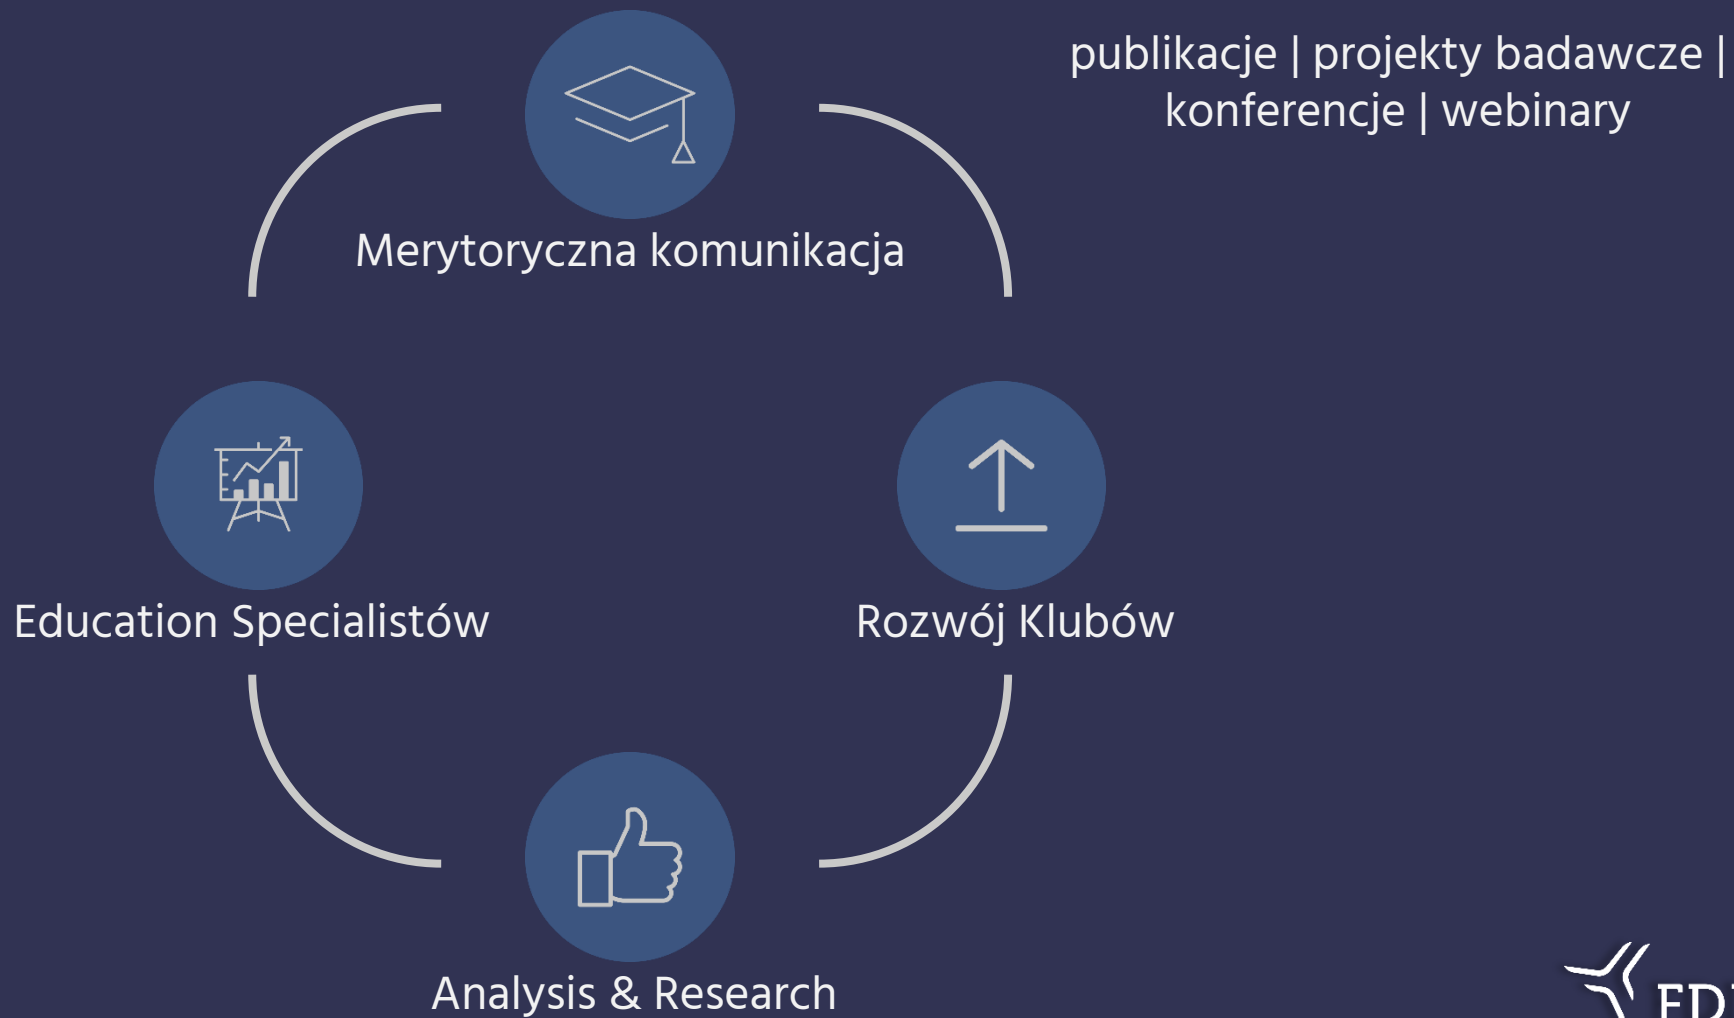 publikacje | projekty badawcze |
konferencje | webinary
Merytoryczna komunikacja
Education Specialistów
Rozwój Klubów
Analysis & Research